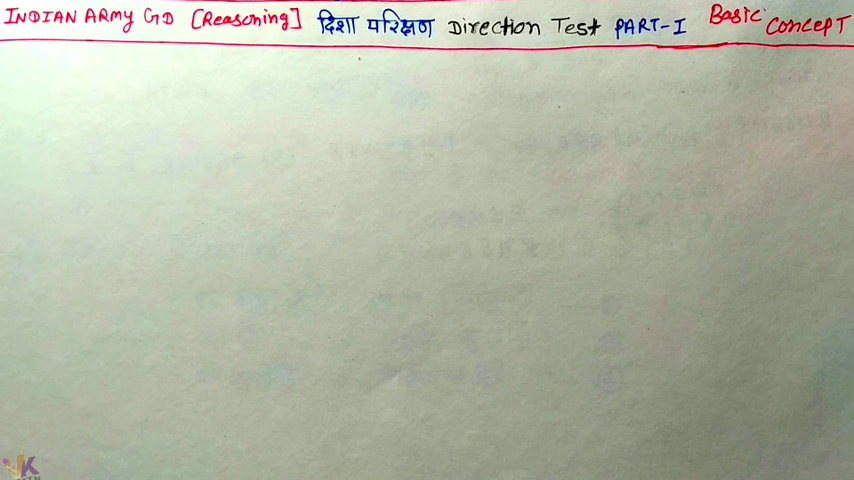 INDIAN ARMY GD [Reasoning] दिशा परिक्षण Direction Test PART-I Basic Concept